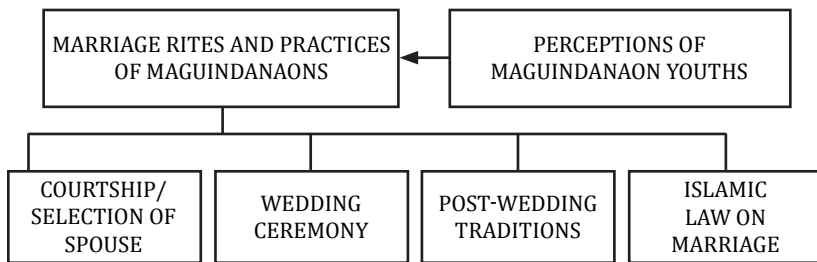 MARRIAGE RITES AND PRACTICES
OF MAGUINDANAONS
PERCEPTIONS OF
MAGUINDANAON YOUTHS
COURTSHIP/
SELECTION OF
SPOUSE
WEDDING
CEREMONY
POST-WEDDING
TRADITIONS
ISLAMIC
LAW ON
MARRIAGE